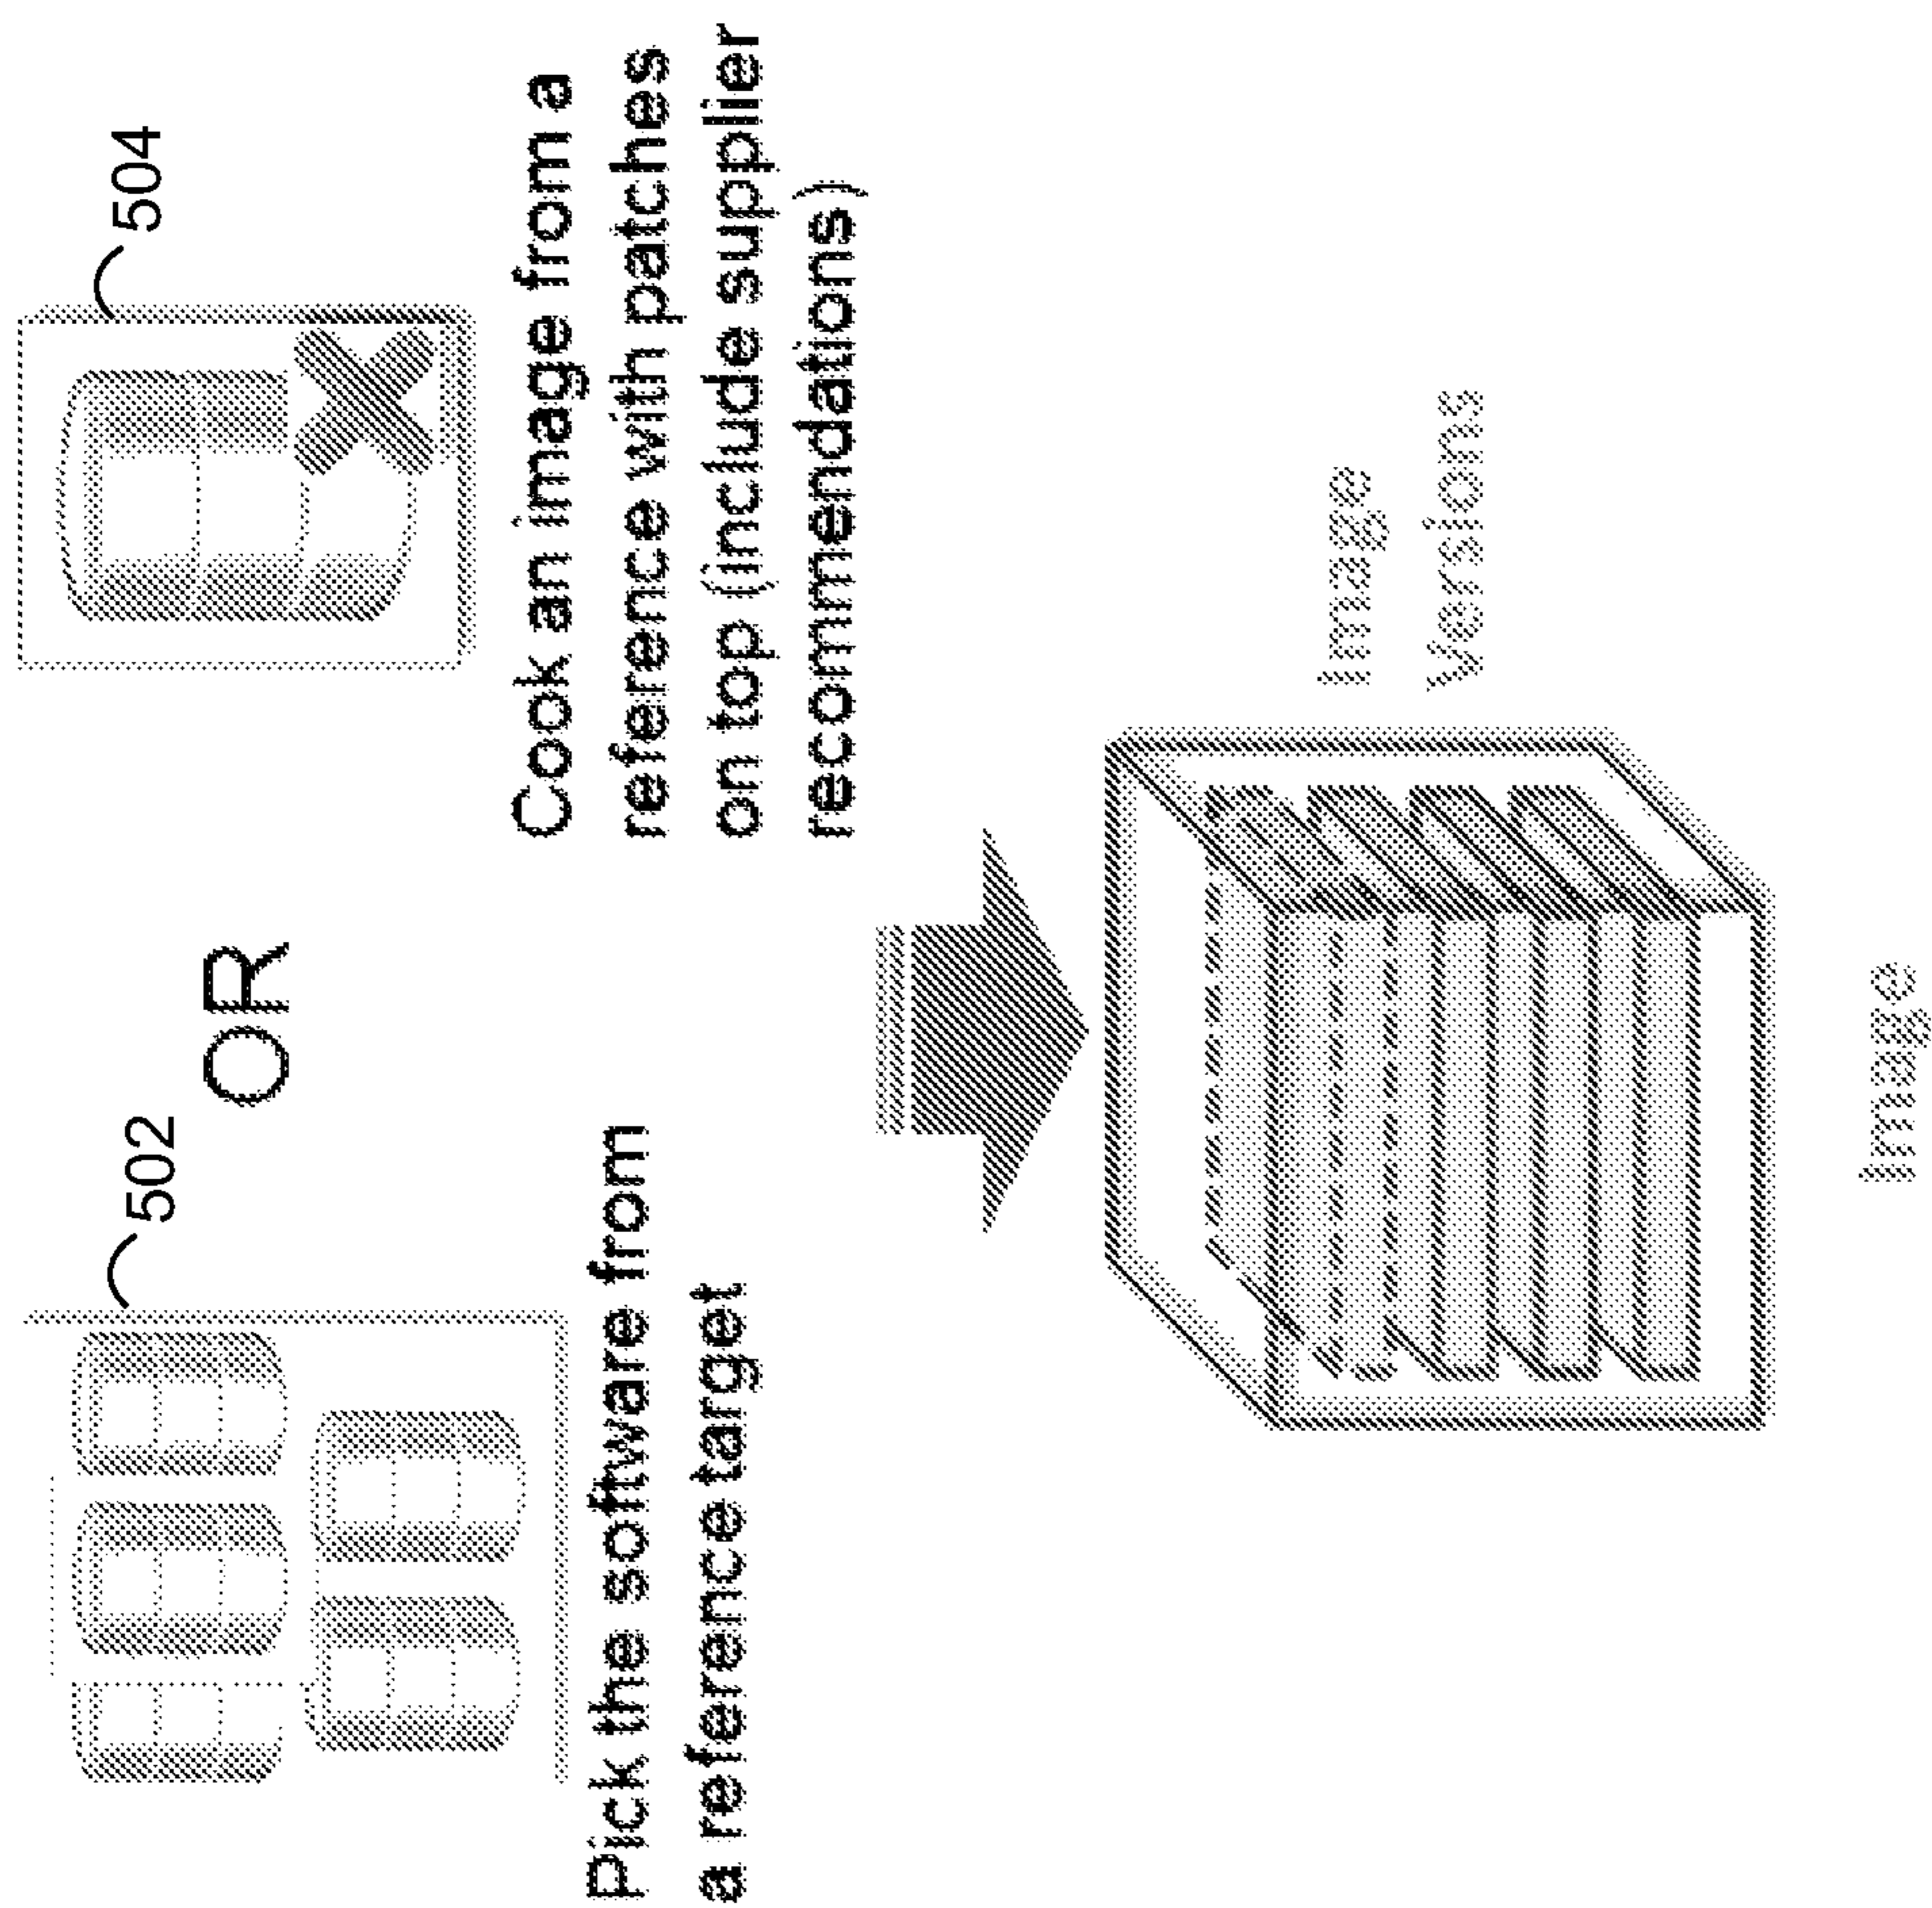 502
OR
504
Pick the software from
a reference target
Cook an image from a
reference with patches
on top (include supplier
recommendations)
Image
versions
Image